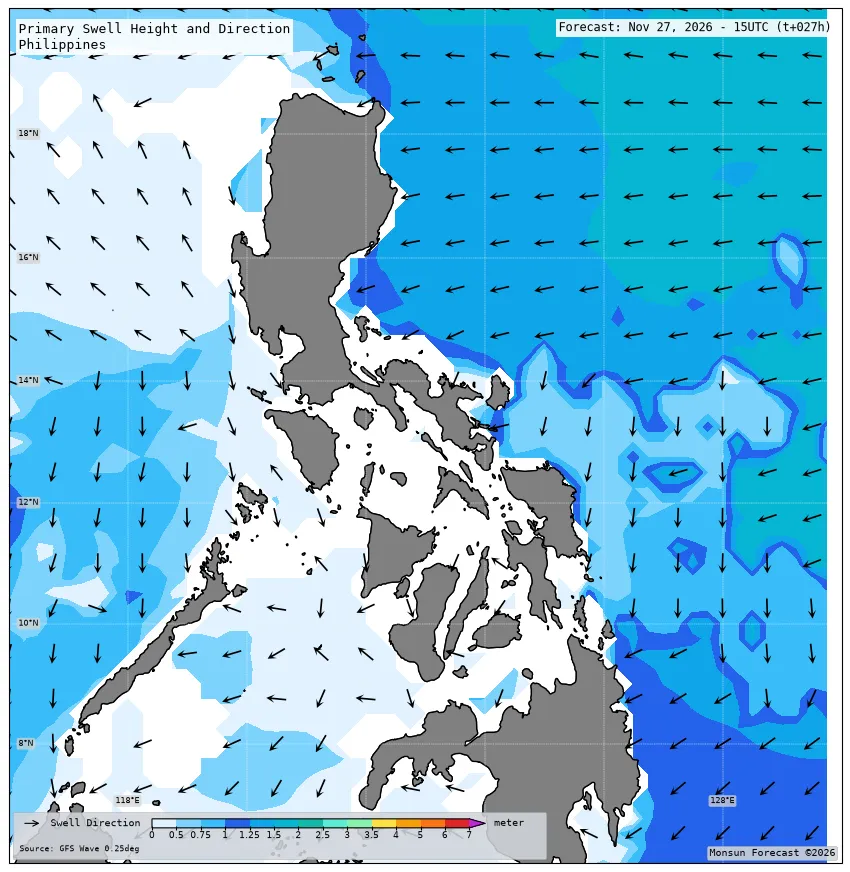 Primary Swell Height and Direction
Philippines
Forecast: Nov 27, 2026 - 15UTC (t+027h)
18°N
16°N
14°N
12°N
10°N
8°N
118°E
128°E
Swell Direction
0 0.5 0.75 1 1.25 1.5 2 2.5 3 3.5 4 5 6 7
meter
Source: GFS Wave 0.25deg
Monsun Forecast ©2026